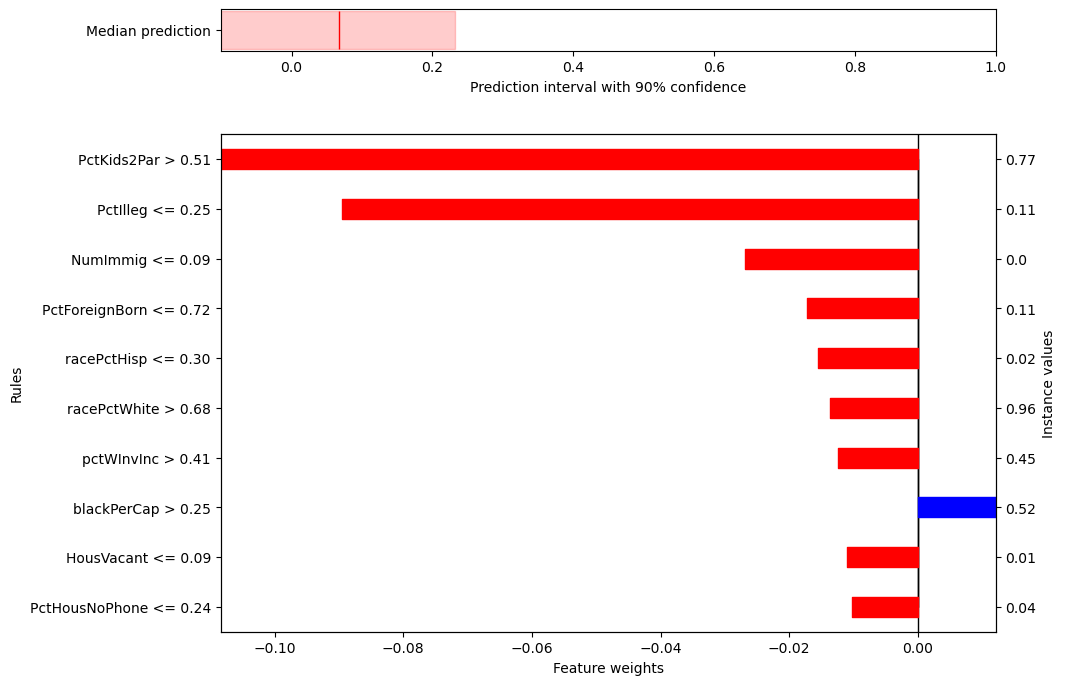 Median prediction
0.0 0.2 0.4 0.6 0.8 1.0
Prediction interval with 90% confidence
Rules
PctKids2Par > 0.51 0.77
PctIlleg <= 0.25 0.11
NumImmig <= 0.09 0.0
PctForeignBorn <= 0.72 0.11
racePctHisp <= 0.30 0.02
racePctWhite > 0.68 0.96
pctWInvInc > 0.41 0.45
blackPerCap > 0.25 0.52
HousVacant <= 0.09 0.01
PctHousNoPhone <= 0.24 0.04
Instance values
−0.10 −0.08 −0.06 −0.04 −0.02 0.00
Feature weights